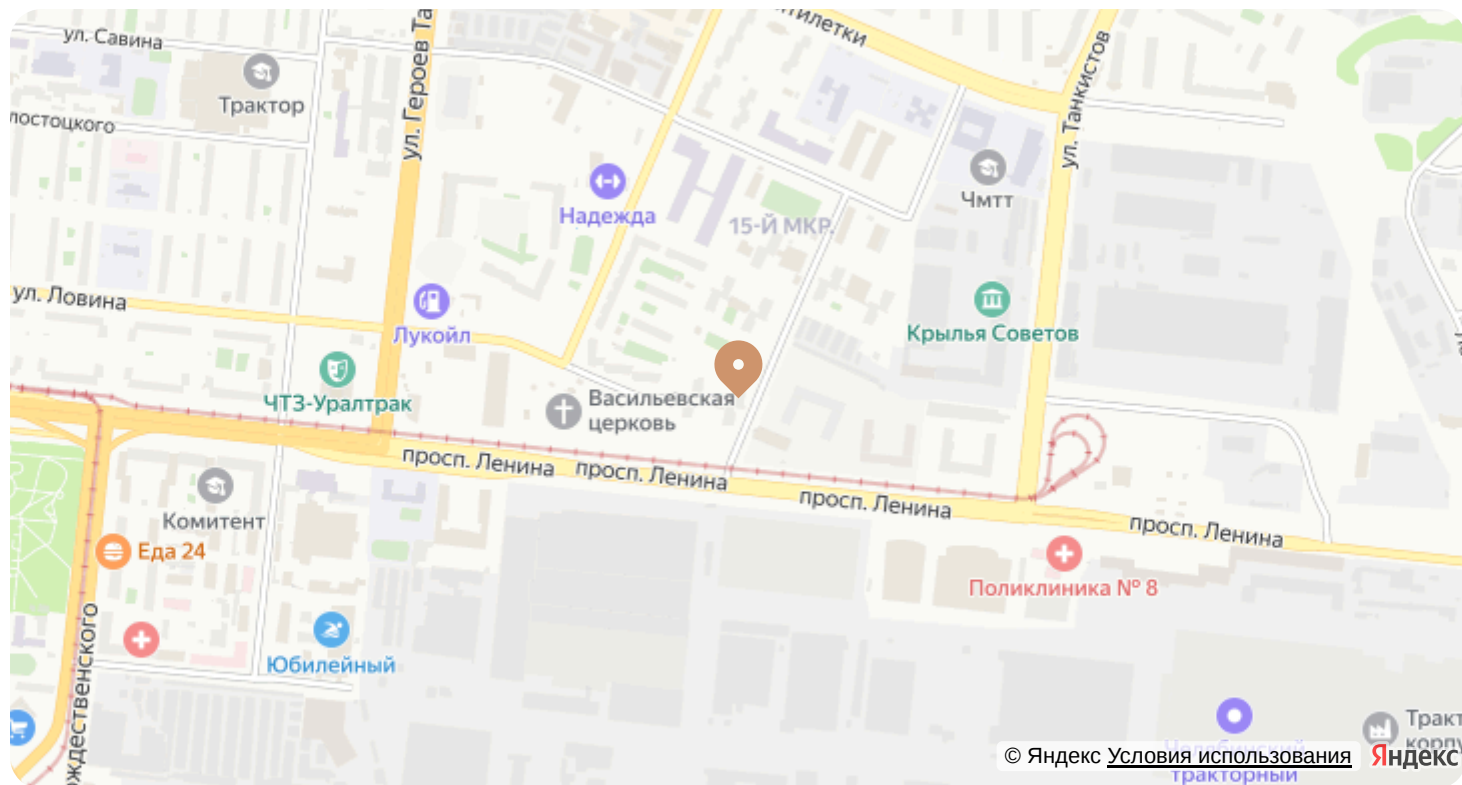 ул. Савина
Трактор
лостоцкого
ул. Героев Та
тилетки
ул. Танкистов
Надежда
15-Й МКР.
Чмтт
ул. Ловина
Лукойл
Крылья Советов
ЧТЗ-Уралтрак
Васильевская
церковь
просп. Ленина
просп. Ленина
просп. Ленина
просп. Ленина
Комитент
Еда 24
Поликлиника № 8
Юбилейный
ождественского
Челябинский
тракторный
Тракт
корпу
© Яндекс Условия использования
Яндекс